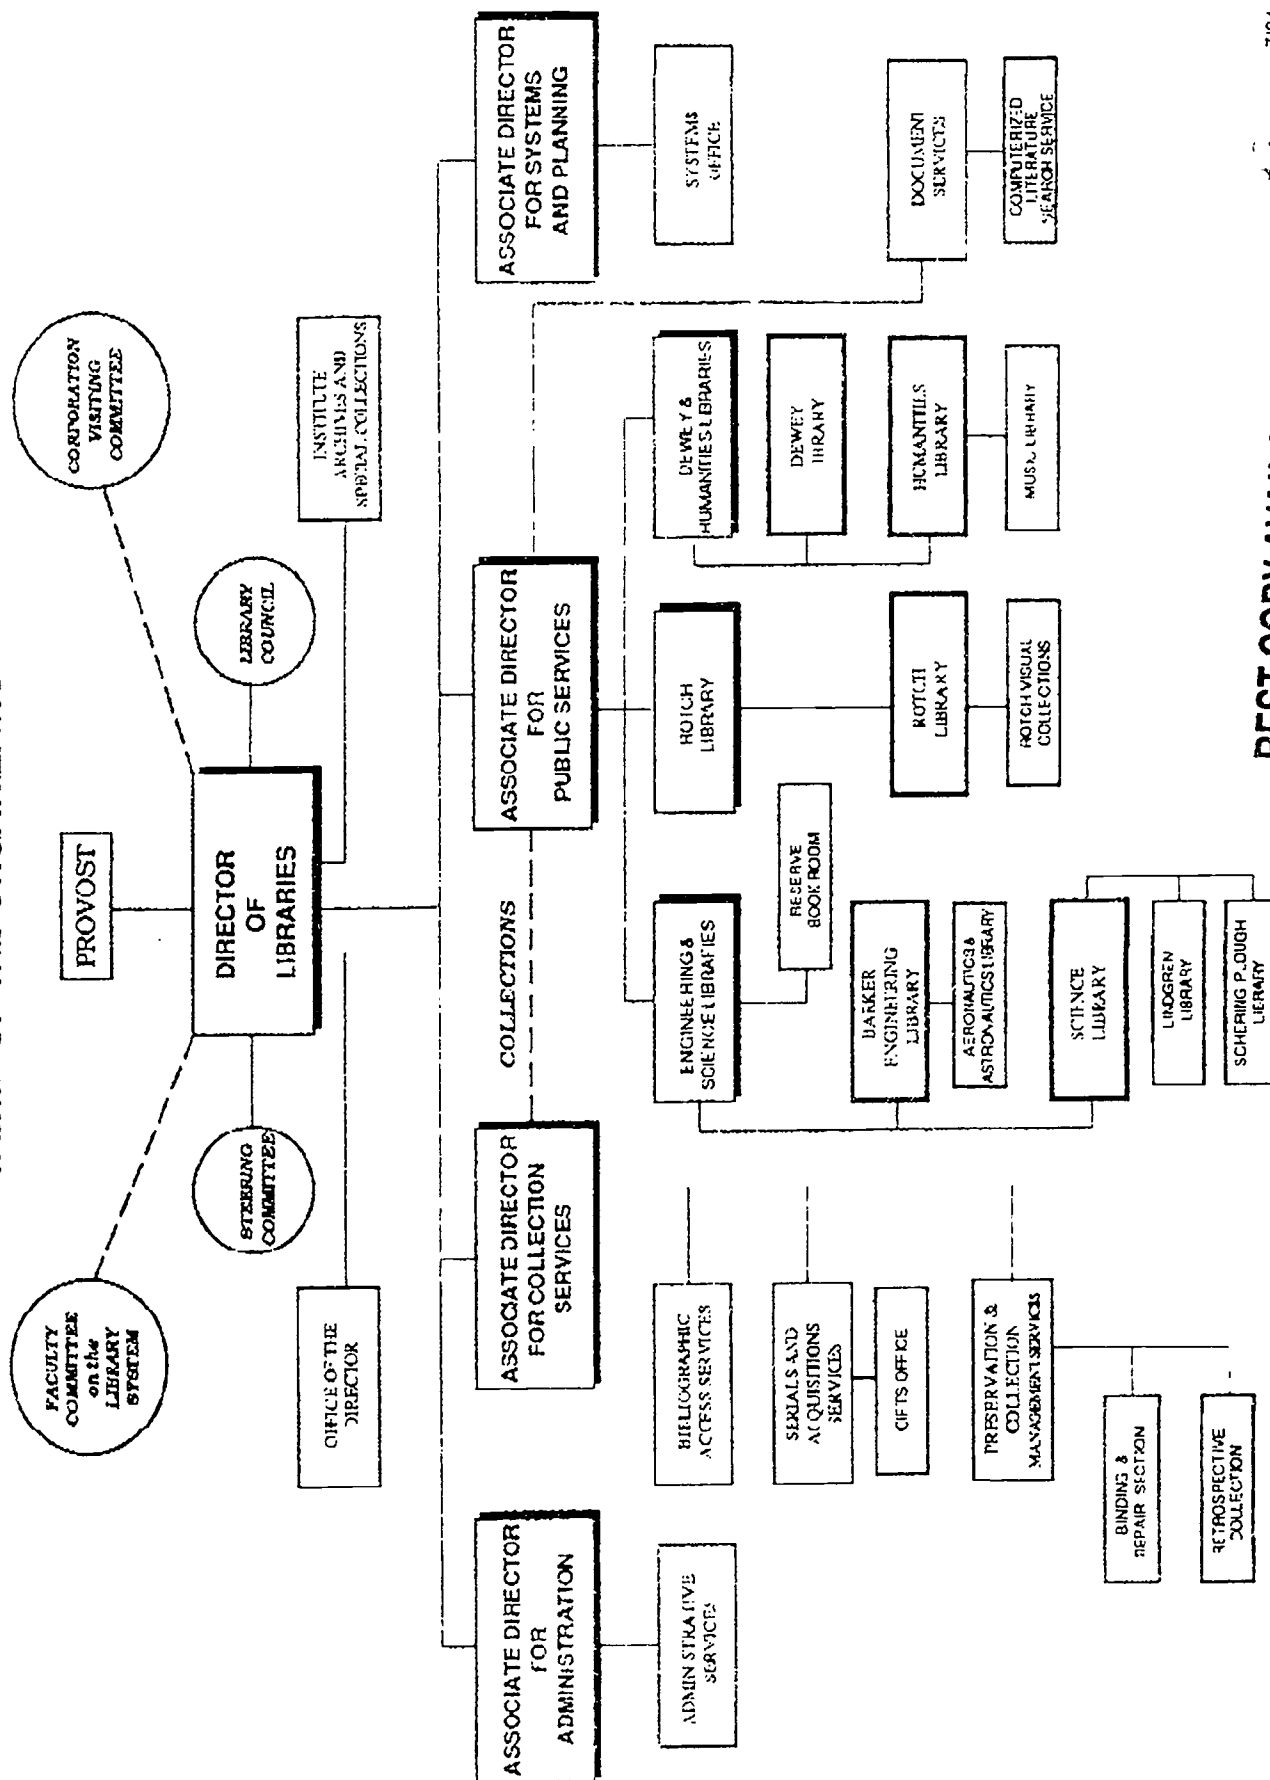 PROVOST
FACULTY
COMMITTEE
on the
LIBRARY
SYSTEM
CORPORATION
VISITING
COMMITTEE
DIRECTOR
OF
LIBRARIES
STEERING
COMMITTEE
LIBRARY
COUNCIL
OFFICE OF THE
DIRECTOR
INSTITUTE
ARCHIVES AND
SPECIAL COLLECTIONS
ASSOCIATE DIRECTOR
FOR
ADMINISTRATION
ASSOCIATE DIRECTOR
FOR COLLECTION
SERVICES
COLLECTIONS
ASSOCIATE DIRECTOR
FOR
PUBLIC SERVICES
ASSOCIATE DIRECTOR
FOR SYSTEMS
AND PLANNING
ADMINISTRATIVE
SERVICES
BIBLIOGRAPHIC
ACCESS SERVICES
SERIALS AND
ACQUISITIONS
SERVICES
GIFTS OFFICE
PRESERVATION &
COLLECTION
MANAGEMENT SERVICES
BINDING &
REPAIR SECTION
RETROSPECTIVE
COLLECTION
ENGINEERING &
SCIENCE LIBRARIES
RESERVE
BOOK ROOM
BARKER
ENGINEERING
LIBRARY
AERONAUTICS &
ASTRONAUTICS LIBRARY
SCIENCE
LIBRARY
LINDGREN
LIBRARY
SCHERING PLOUGH
LIBRARY
ROTCH
LIBRARY
ROTCH
LIBRARY
ROTCH VISUAL
COLLECTIONS
DEWEY &
HUMANITIES LIBRARIES
DEWEY
LIBRARY
HUMANITIES
LIBRARY
MUSIC LIBRARY
SYSTEMS
OFFICE
DOCUMENT
SERVICES
COMPUTERIZED
LITERATURE
SEARCH SERVICE
BEST COPY